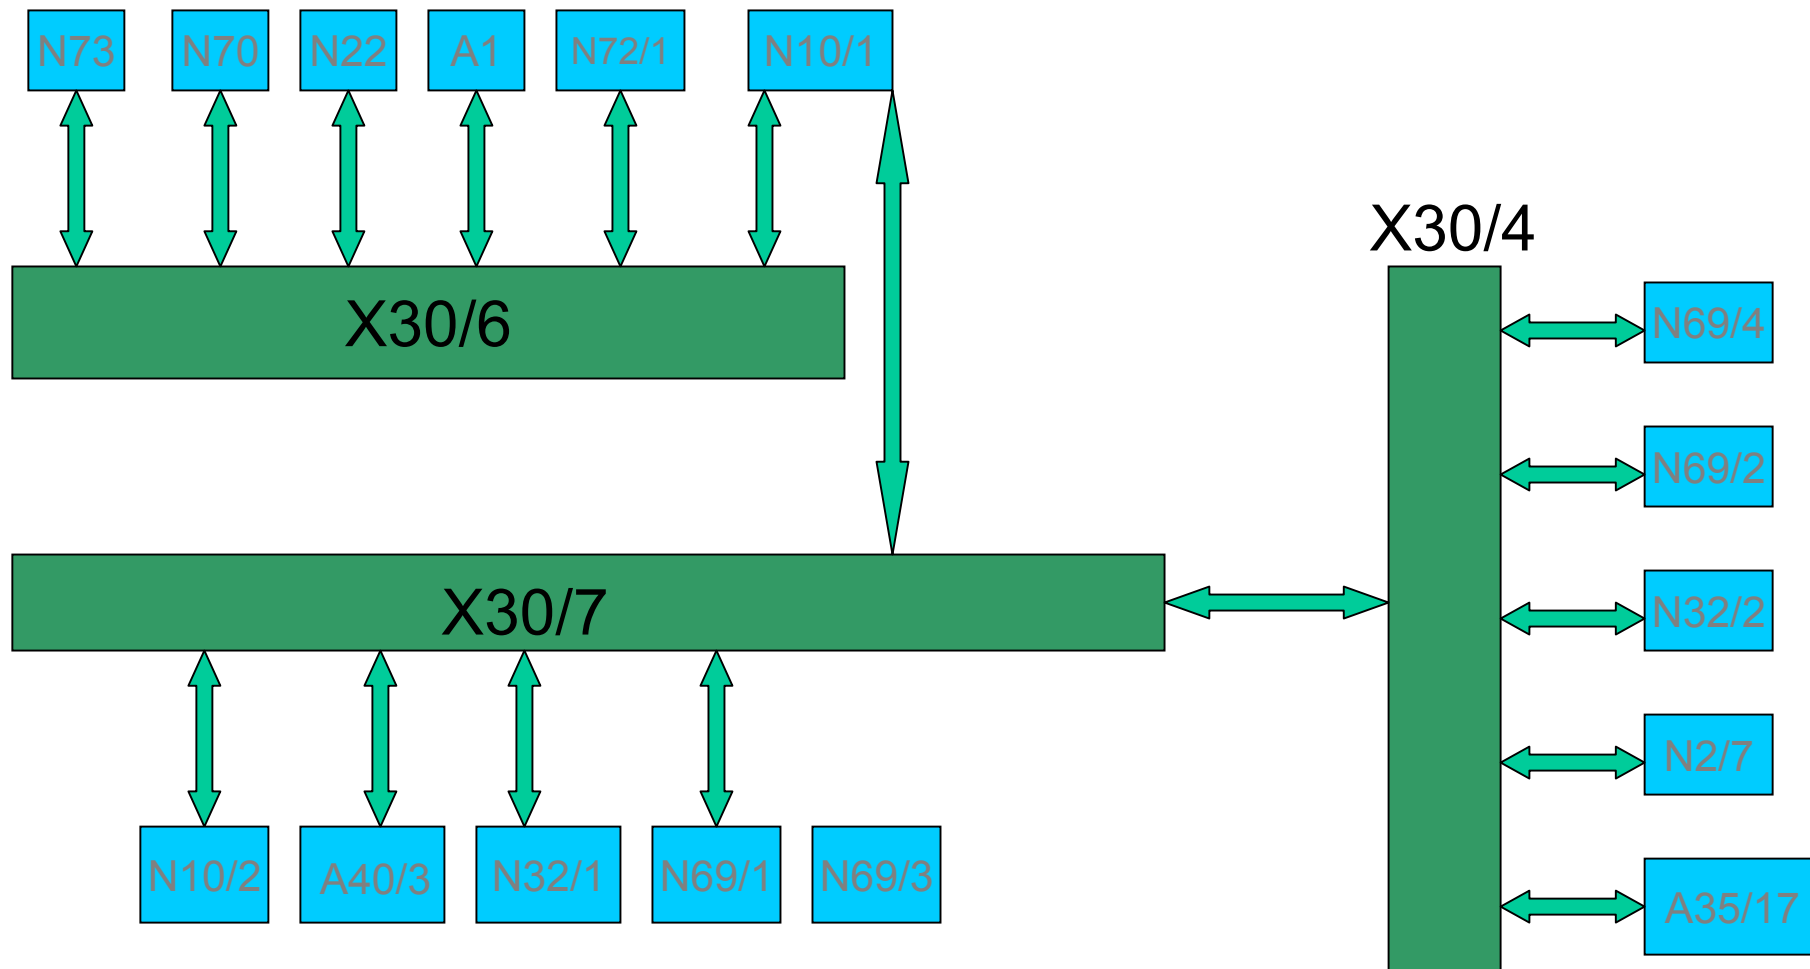 N73
N70
N22
A1
N72/1
N10/1
X30/4
X30/6
N69/4
N69/2
X30/7
N32/2
N2/7
N10/2
A40/3
N32/1
N69/1
N69/3
A35/17